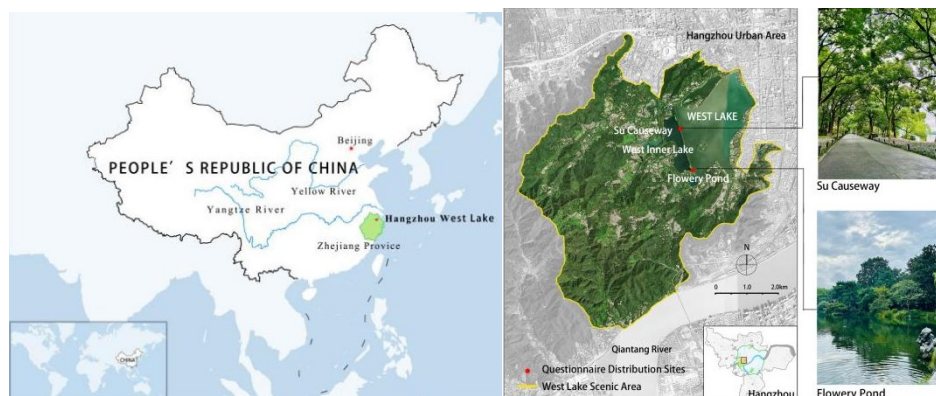 Beijing
PEOPLE'S REPUBLIC OF CHINA
Yellow River
Yangtze River
Hangzhou West Lake
Zhejiang Provice
CHINA
Hangzhou Urban Area
WEST LAKE
Su Causeway
West Inner Lake
Flowery Pond
N
0 1.0 2.0km
Qiantang River
Questionnaire Distribution Sites
West Lake Scenic Area
Hangzhou
Su Causeway
Flowery Pond